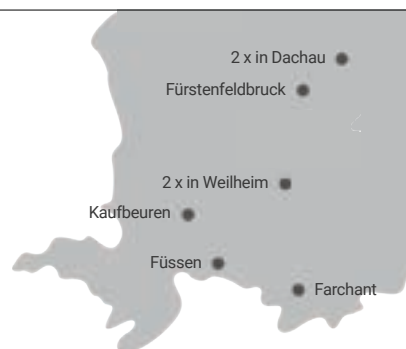 2 x in Dachau
Fürstenfeldbruck
2 x in Weilheim
Kaufbeuren
Füssen
Farchant